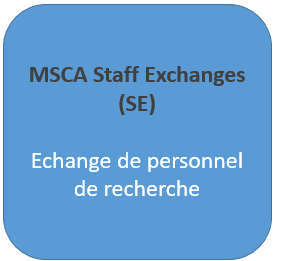 MSCA Staff Exchanges
(SE)
Echange de personnel
de recherche